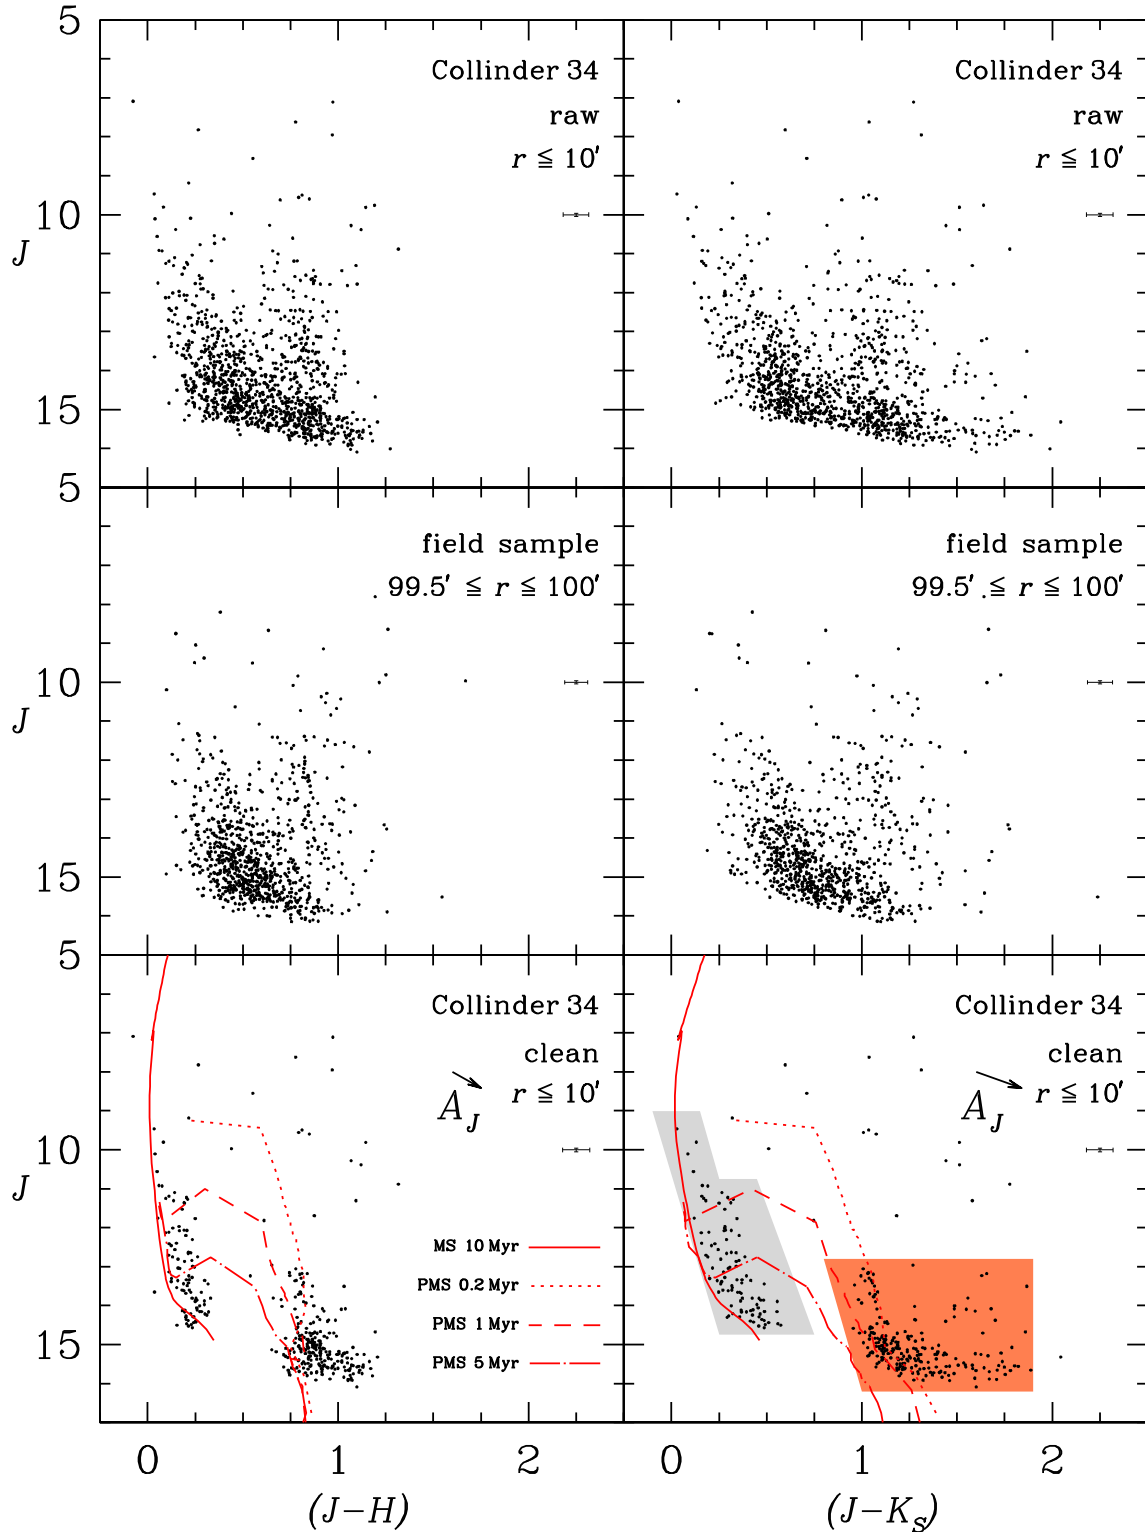 5
Collinder 34
raw
r ≦ 10′
10
J
15
Collinder 34
raw
r ≦ 10′
5
field sample
99.5′ ≦ r ≦ 100′
10
J
15
field sample
99.5′ ≦ r ≦ 100′
5
Collinder 34
clean
r ≦ 10′
A_J
10
J
MS 10 Myr
PMS 0.2 Myr
PMS 1 Myr
PMS 5 Myr
15
Collinder 34
clean
r ≦ 10′
A_J
0 1 2
0 1 2
(J−H)
(J−K_S)